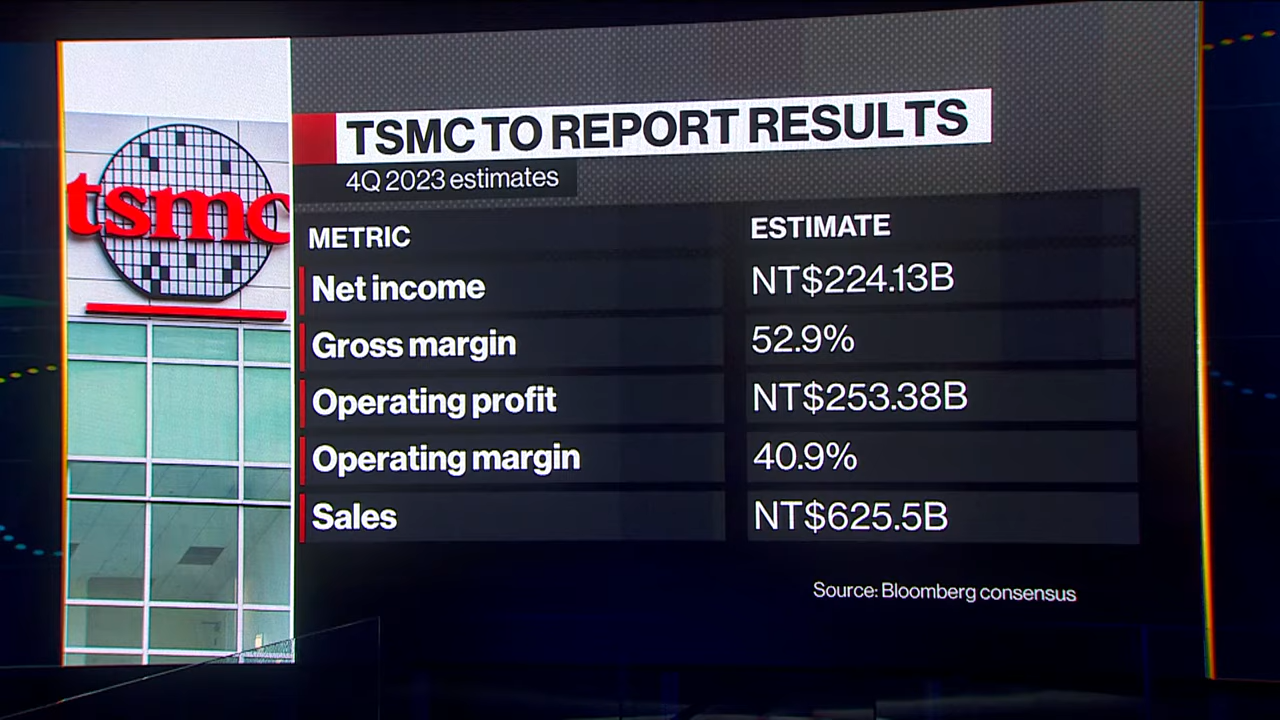 tsmc
TSMC TO REPORT RESULTS
4Q 2023 estimates
METRIC ESTIMATE
Net income NT$224.13B
Gross margin 52.9%
Operating profit NT$253.38B
Operating margin 40.9%
Sales NT$625.5B
Source: Bloomberg consensus